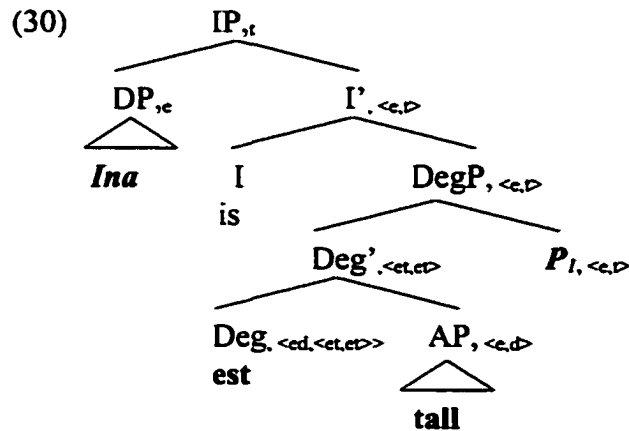 (30) IP,t
DP,e I'.<e,t>
Ina I DegP,<e,t>
is
Deg'.<et,et> P1,<e,t>
Deg.<ed,<et,et>> AP,<e,d>
est
tall